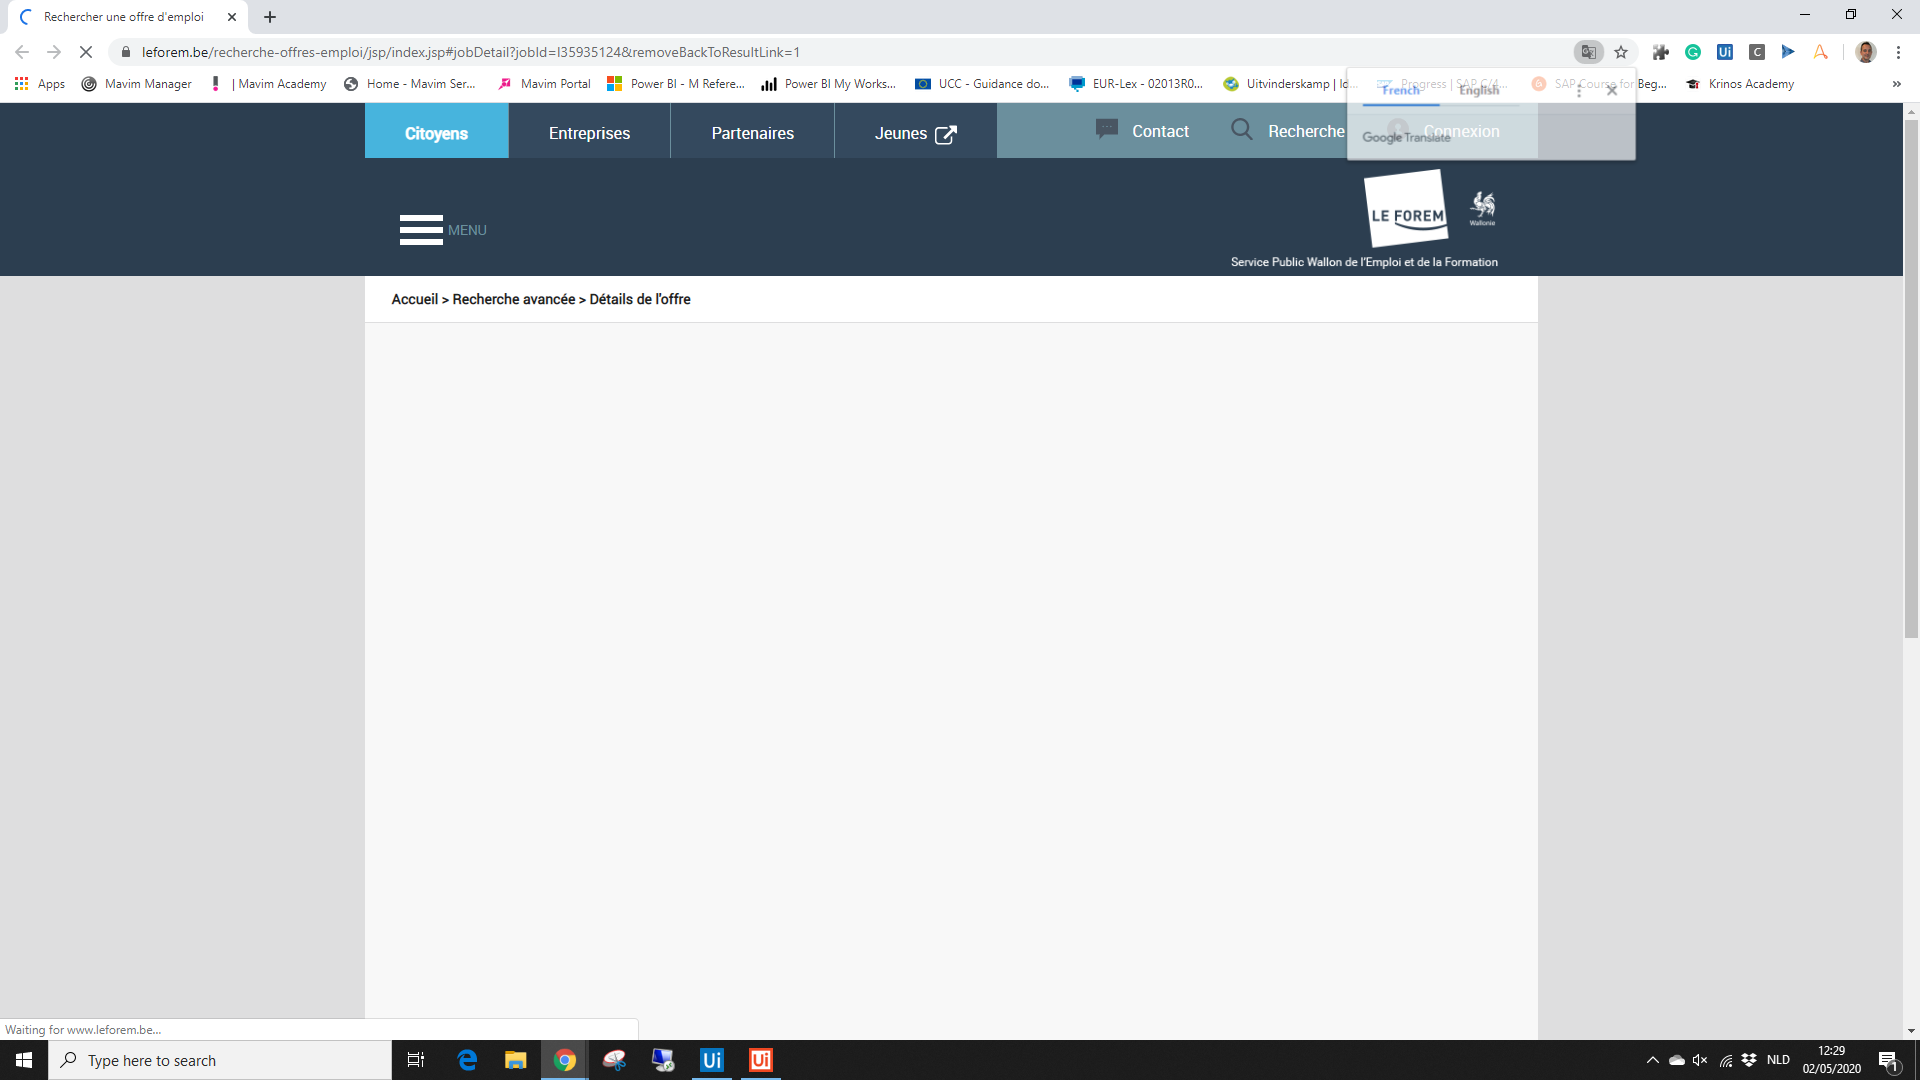 Rechercher une offre d'emploi
leforem.be/recherche-offres-emploi/jsp/index.jsp#jobDetail?jobId=I35935124&removeBackToResultLink=1
Apps
Mavim Manager
| Mavim Academy
Home - Mavim Ser...
Mavim Portal
Power BI - M Refere...
Power BI My Works...
UCC - Guidance do...
EUR-Lex - 02013R0...
Uitvinderskamp | Id...
Progress | SAP C/4...
SAP Course for Beg...
Krinos Academy
»
French
English
Google Translate
Citoyens
Entreprises
Partenaires
Jeunes
Contact
Recherche
Connexion
MENU
LE FOREM
Wallonie
Service Public Wallon de l'Emploi et de la Formation
Accueil > Recherche avancée > Détails de l'offre
Waiting for www.leforem.be...
Type here to search
Ui
Ui
NLD
12:29
02/05/2020
1